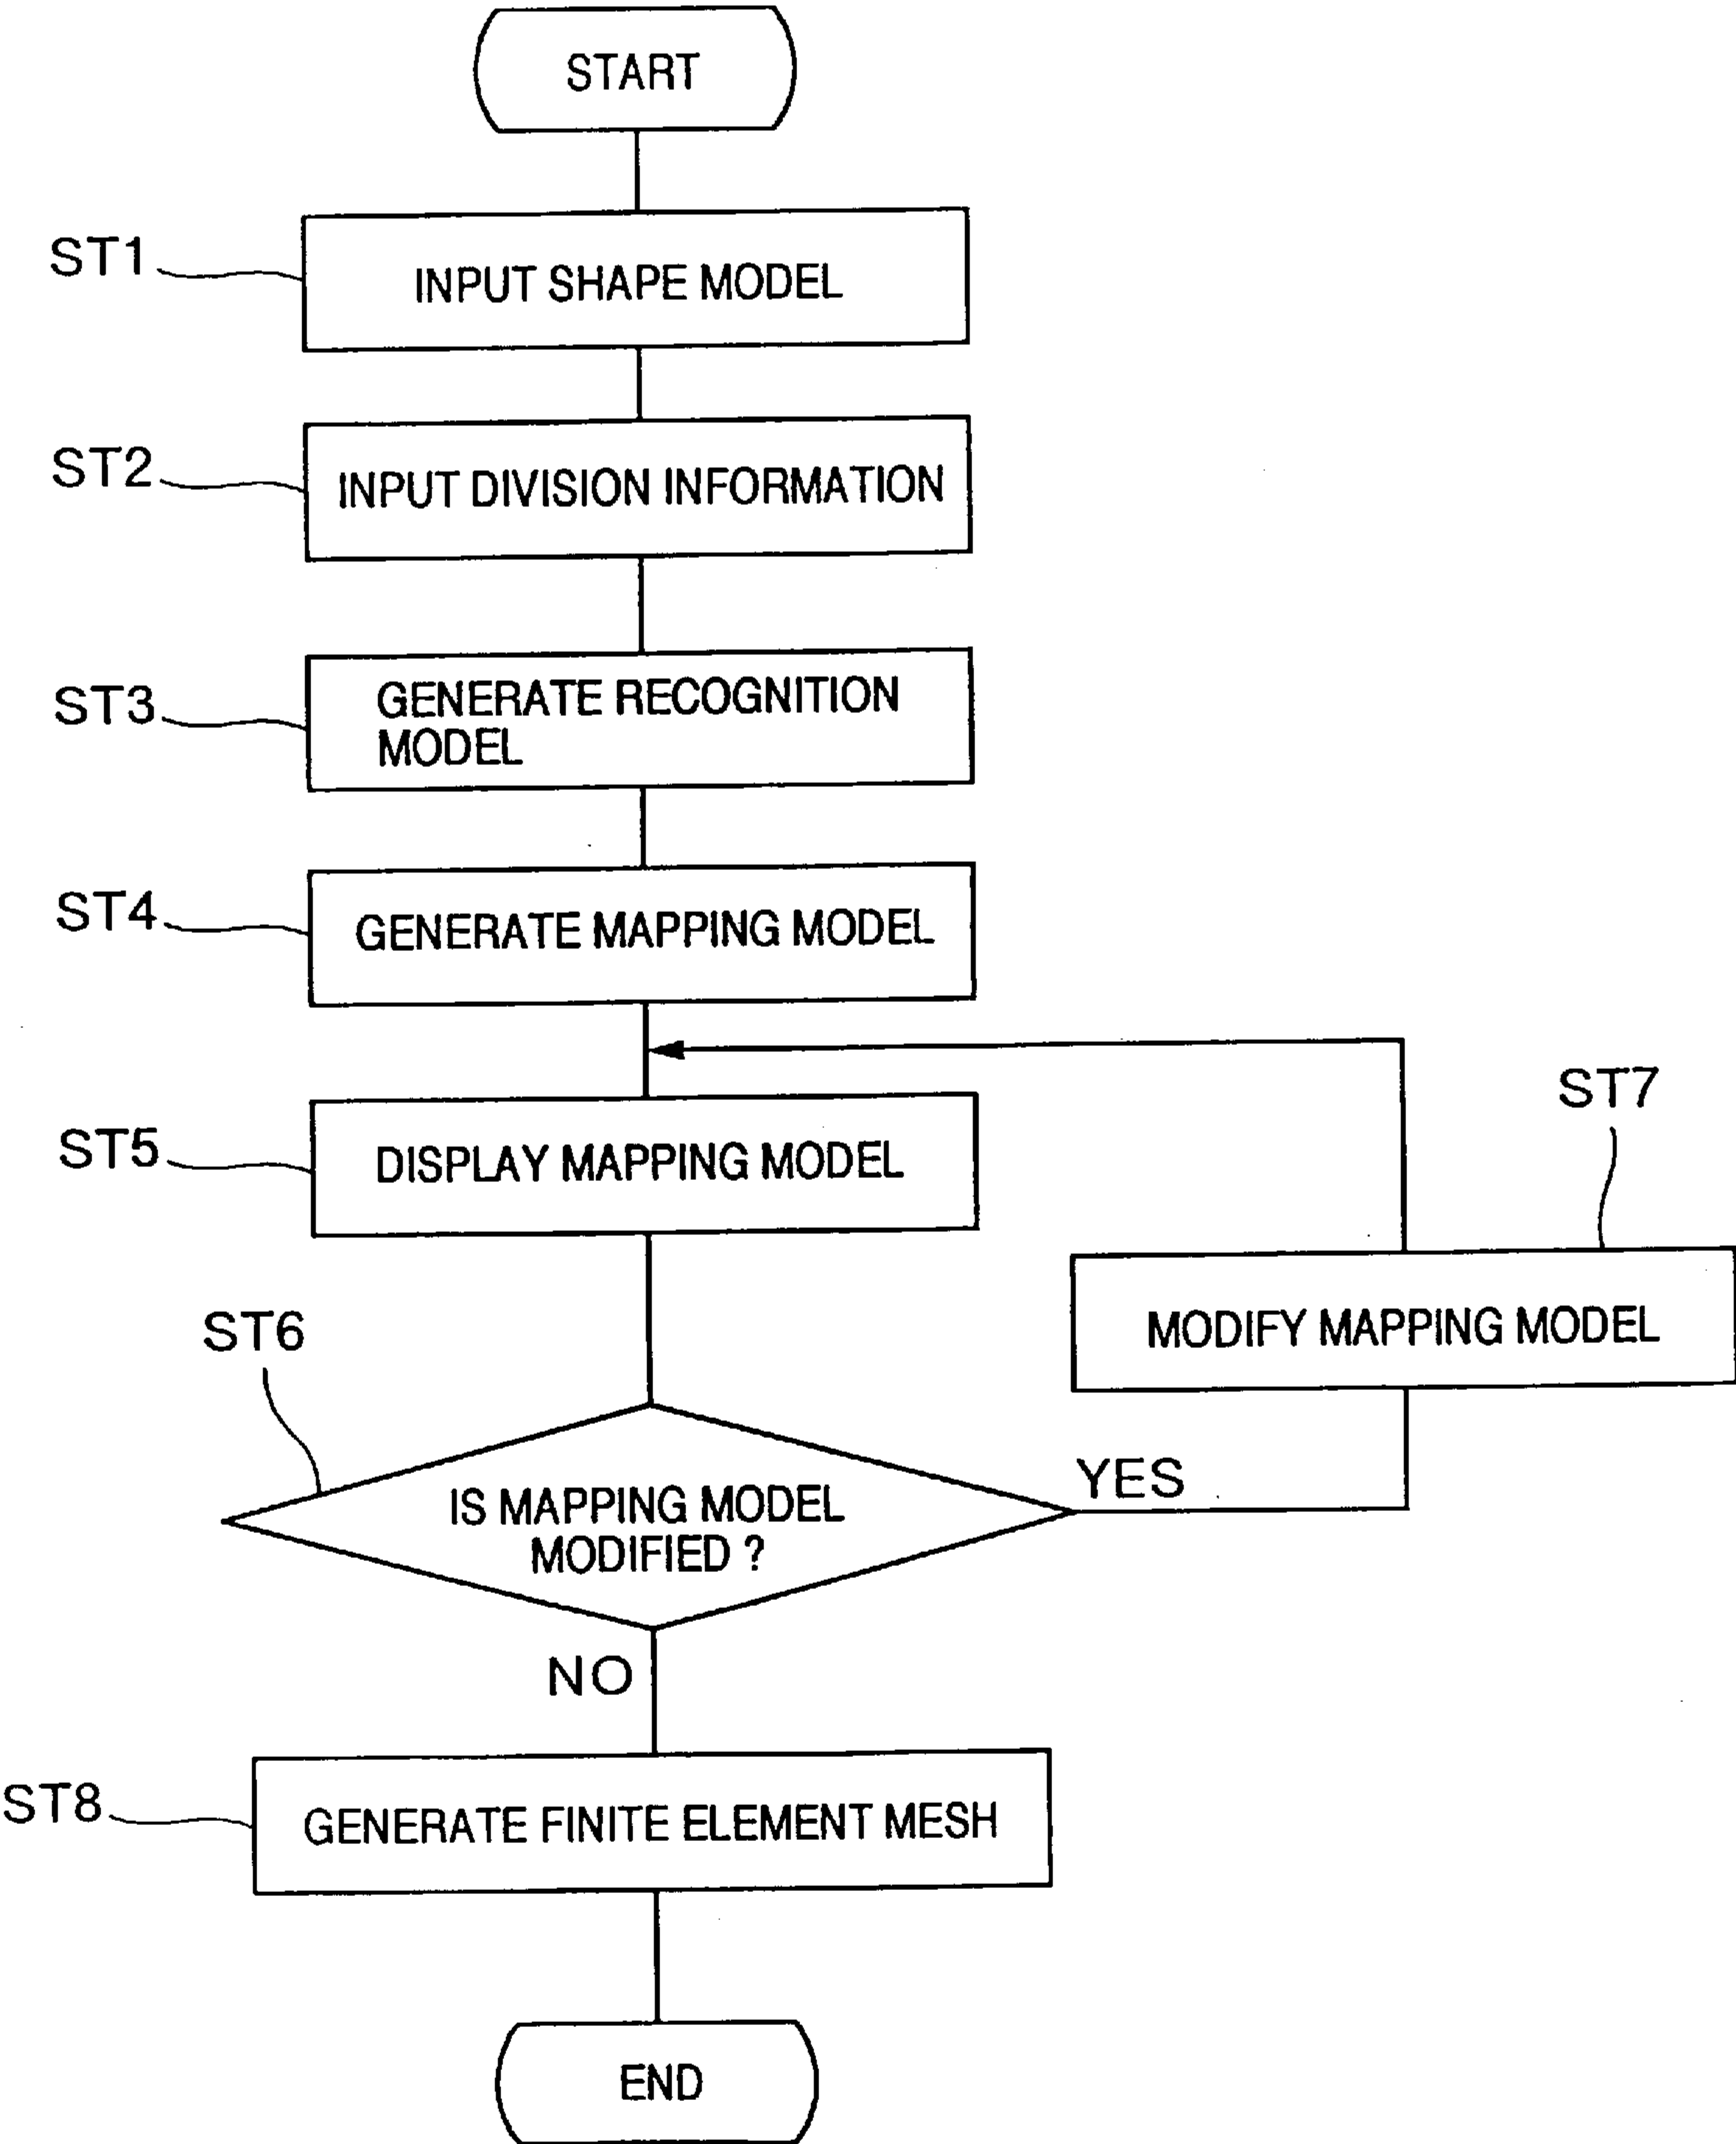 START
ST1
INPUT SHAPE MODEL
ST2
INPUT DIVISION INFORMATION
ST3
GENERATE RECOGNITION
MODEL
ST4
GENERATE MAPPING MODEL
ST5
DISPLAY MAPPING MODEL
ST7
MODIFY MAPPING MODEL
ST6
IS MAPPING MODEL
MODIFIED ?
YES
NO
ST8
GENERATE FINITE ELEMENT MESH
END